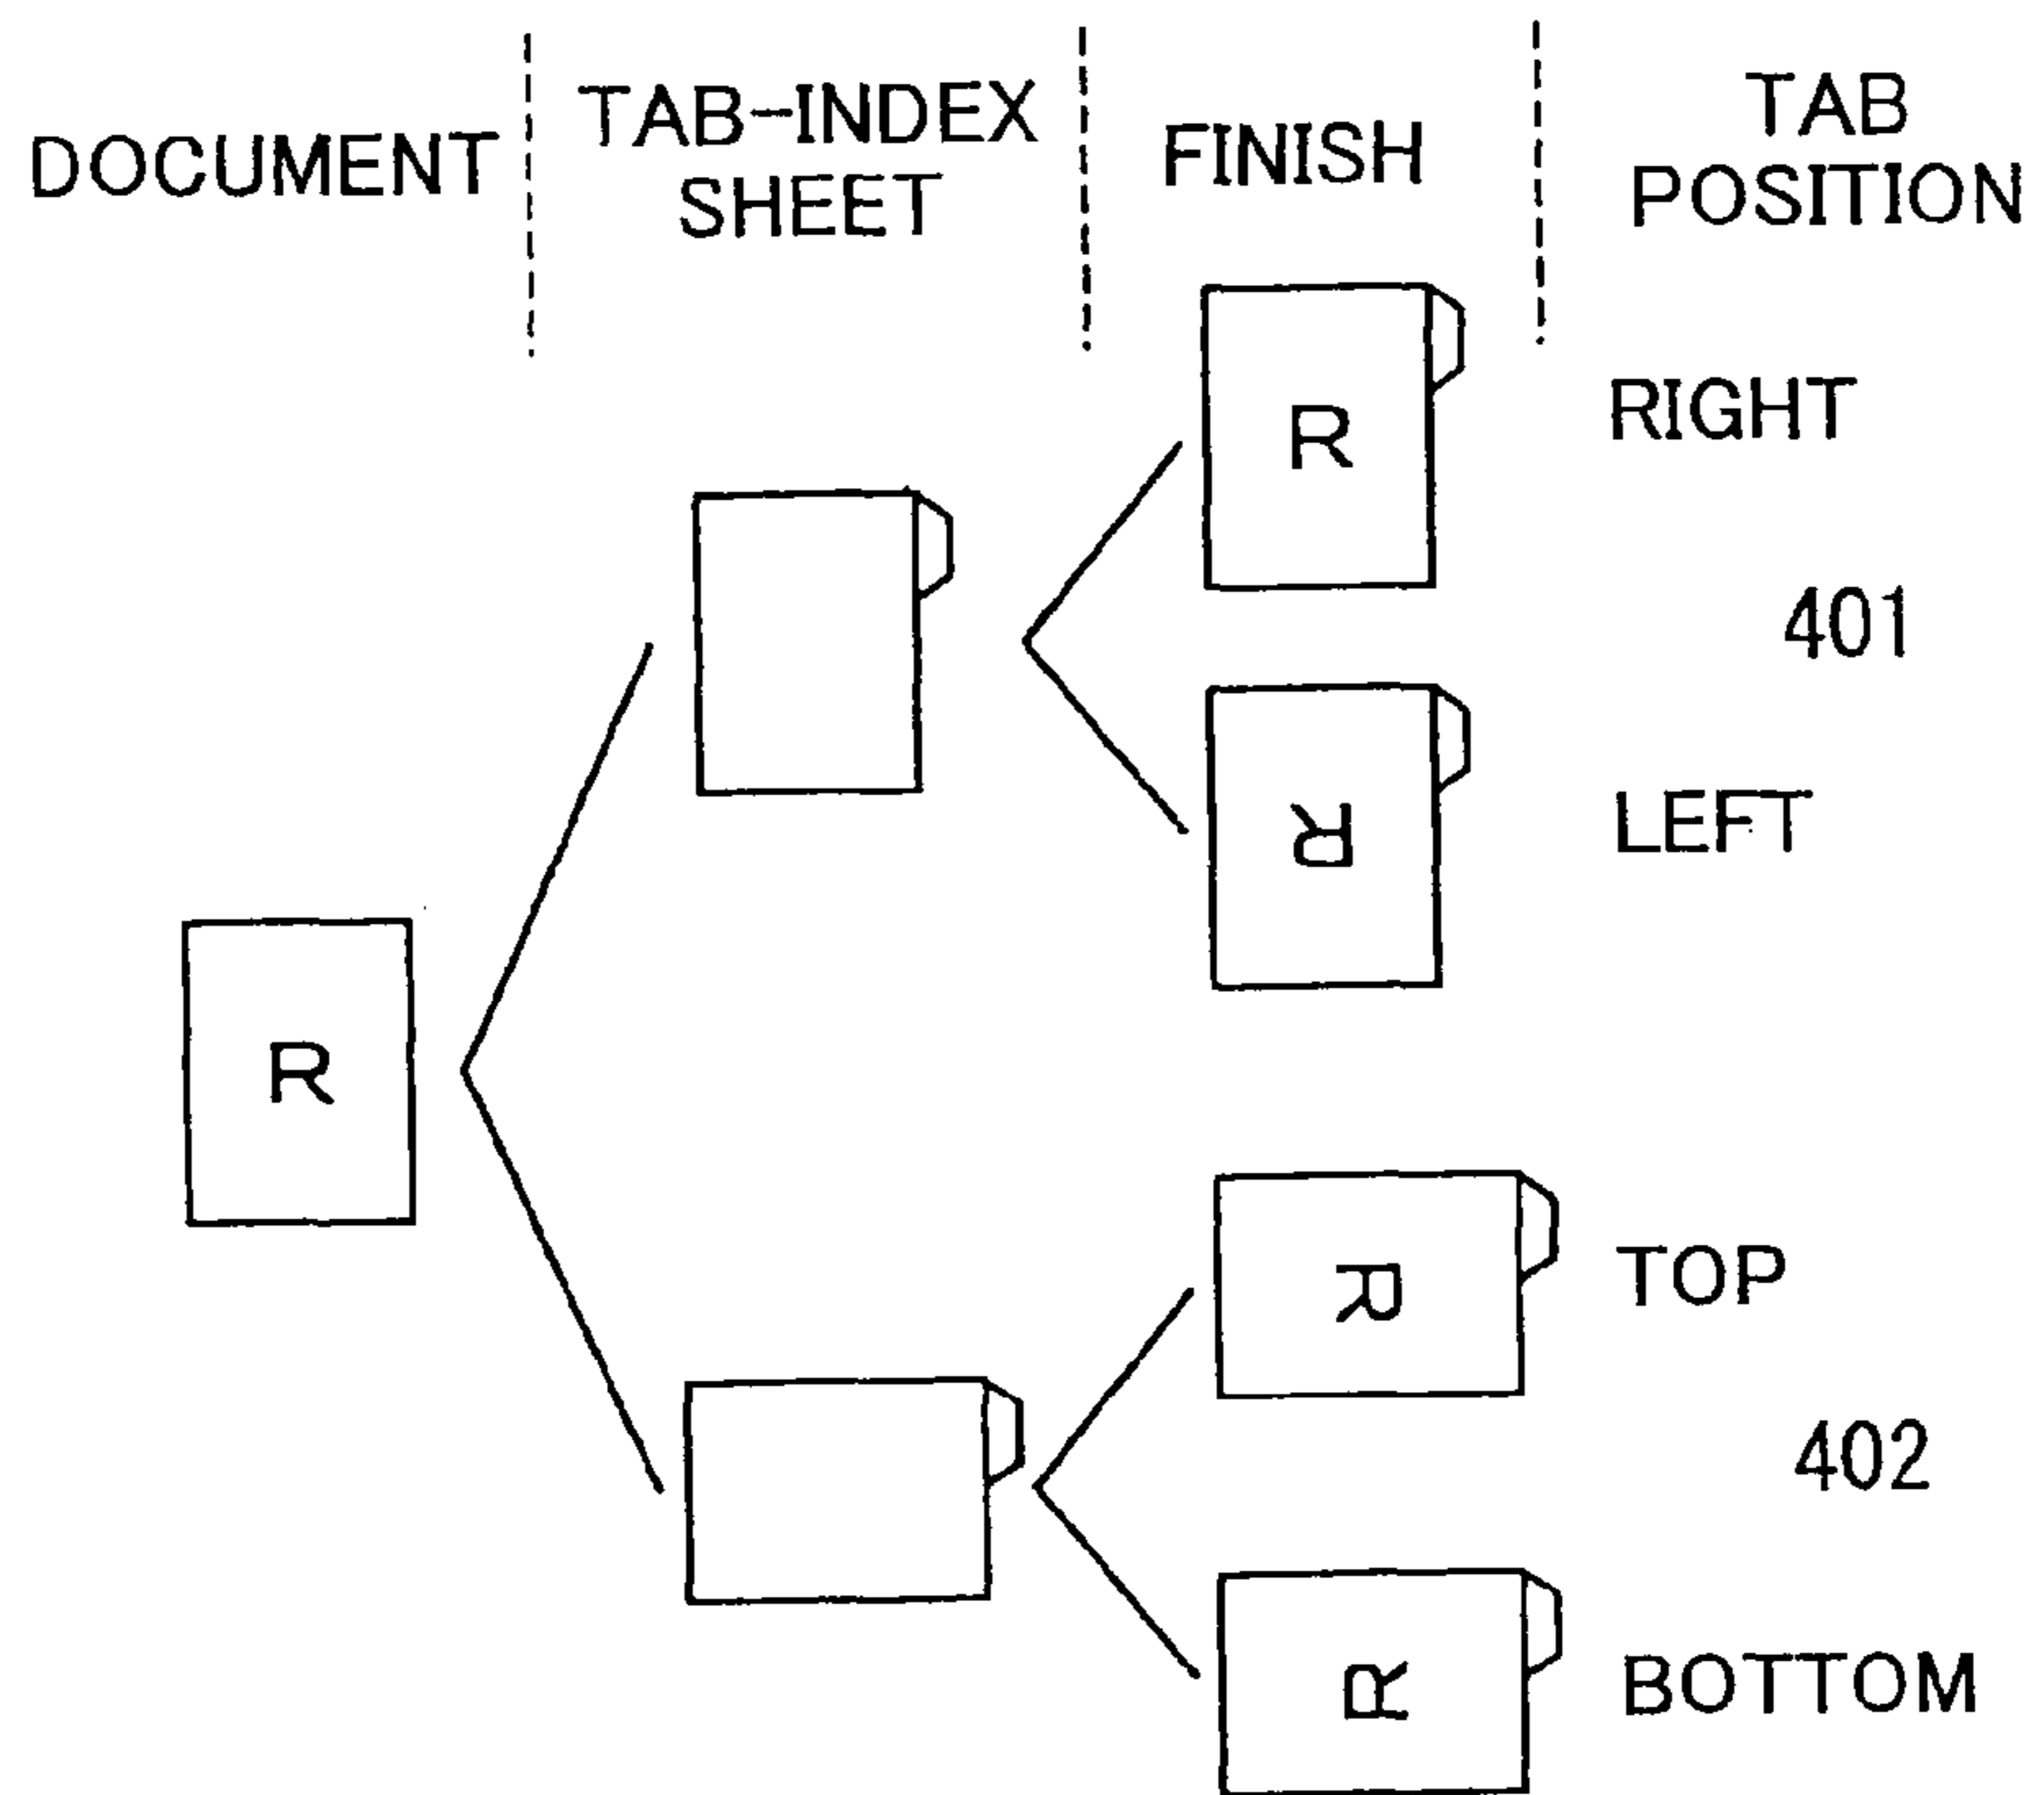 DOCUMENT
TAB-INDEX
SHEET
FINISH
TAB
POSITION
R
RIGHT
401
R
LEFT
R
R
TOP
402
R
BOTTOM